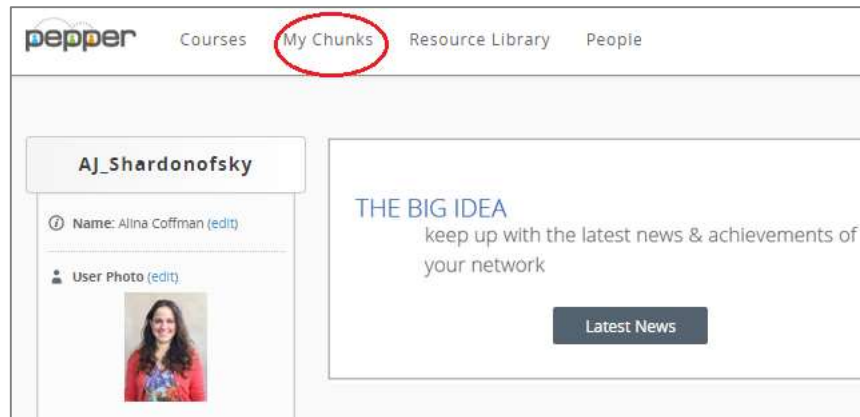 pepper Courses My Chunks Resource Library People
AJ_Shardonofsky
Name: Alina Coffman (edit)
User Photo (edit)
THE BIG IDEA
keep up with the latest news & achievements of
your network
Latest News